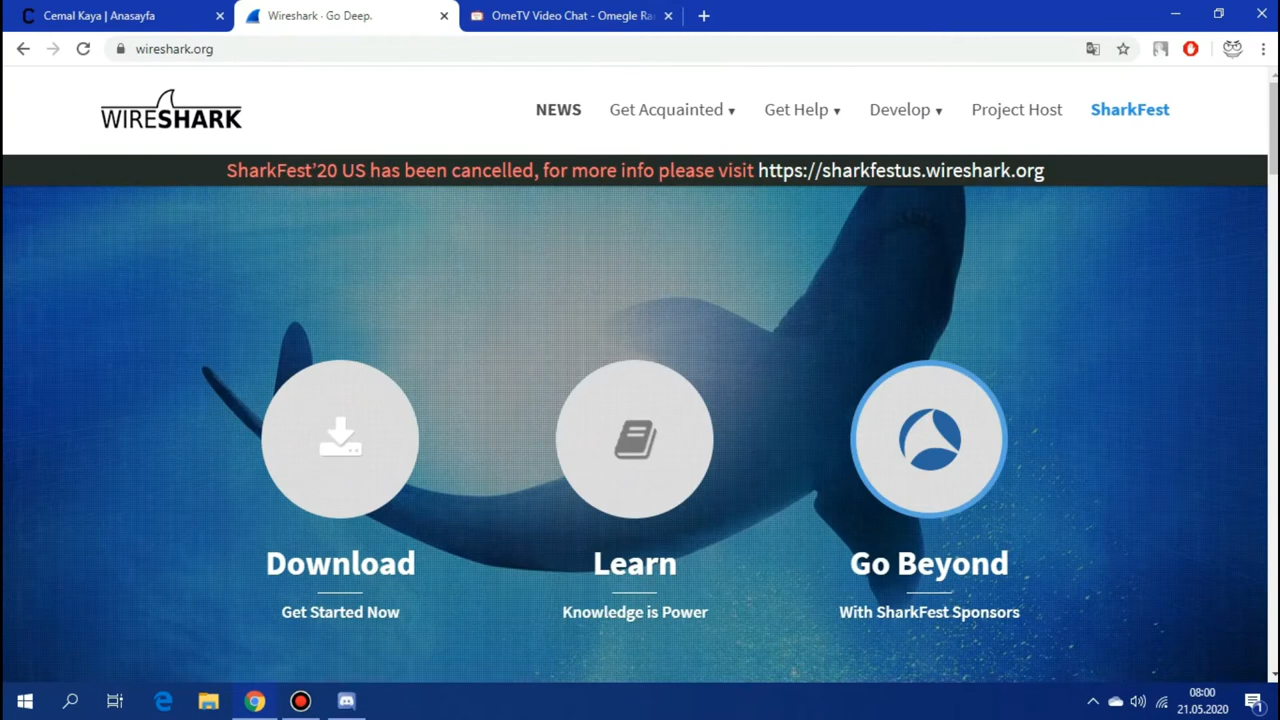 Cemal Kaya | Anasayfa
Wireshark · Go Deep.
OmeTV Video Chat - Omegle Ra
wireshark.org
WIRESHARK
NEWS
Get Acquainted ▾
Get Help ▾
Develop ▾
Project Host
SharkFest
SharkFest’20 US has been cancelled, for more info please visit https://sharkfestus.wireshark.org
Download
Get Started Now
Learn
Knowledge is Power
Go Beyond
With SharkFest Sponsors
08:00
21.05.2020
1